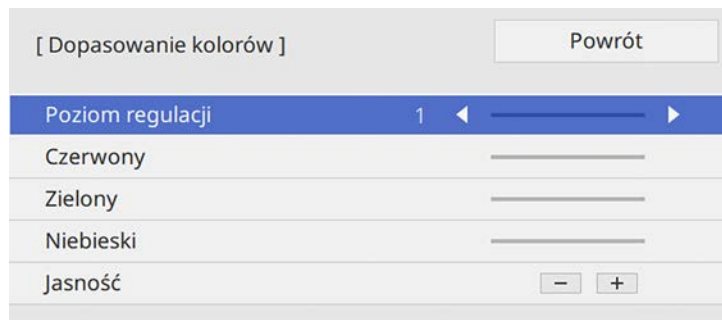 [ Dopasowanie kolorów ] Powrót
Poziom regulacji 1
Czerwony
Zielony
Niebieski
Jasność − +